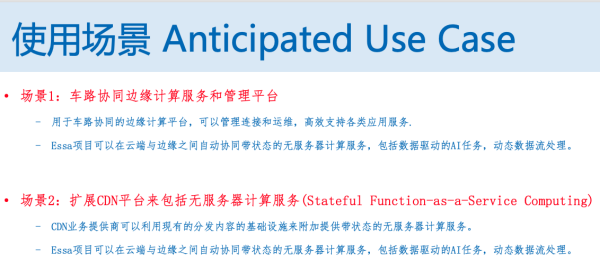 使用场景 Anticipated Use Case
• 场景1：车路协同边缘计算服务和管理平台
– 用于车路协同的边缘计算平台，可以管理连接和运维，高效支持各类应用服务.
– Essa项目可以在云端与边缘之间自动协同带状态的无服务器计算服务，包括数据驱动的AI任务，动态数据流处理。
• 场景2：扩展CDN平台来包括无服务器计算服务(Stateful Function-as-a-Service Computing)
– CDN业务提供商可以利用现有的分发内容的基础设施来附加提供带状态的无服务器计算服务。
– Essa项目可以在云端与边缘之间自动协同带状态的无服务器计算服务，包括数据驱动的AI任务，动态数据流处理。